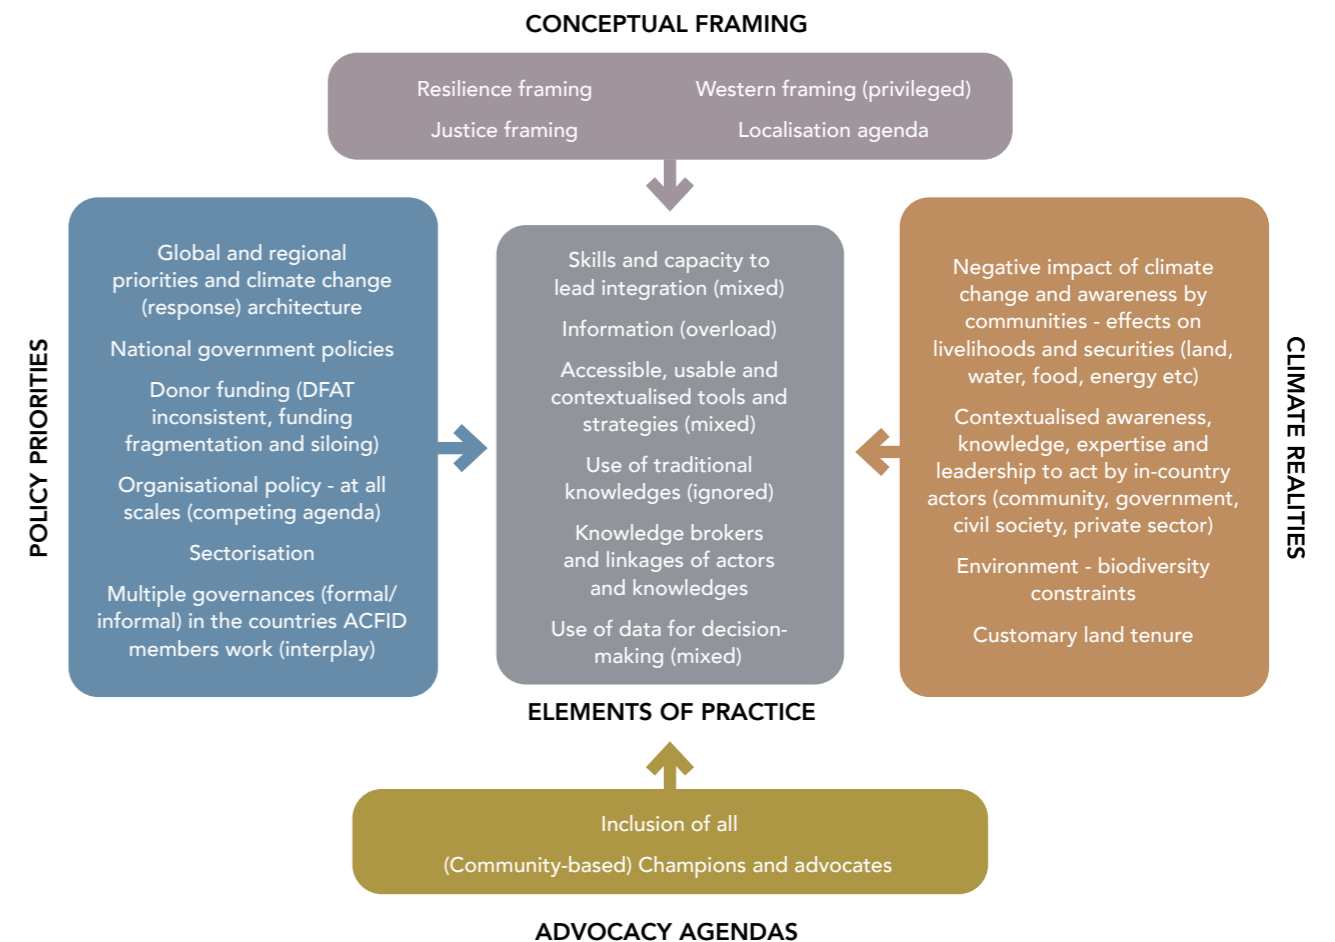 CONCEPTUAL FRAMING
Resilience framing
Western framing (privileged)
Justice framing
Localisation agenda
POLICY PRIORITIES
Global and regional
priorities and climate change
(response) architecture
National government policies
Donor funding (DFAT
inconsistent, funding
fragmentation and siloing)
Organisational policy - at all
scales (competing agenda)
Sectorisation
Multiple governances (formal/
informal) in the countries ACFID
members work (interplay)
Skills and capacity to
lead integration (mixed)
Information (overload)
Accessible, usable and
contextualised tools and
strategies (mixed)
Use of traditional
knowledges (ignored)
Knowledge brokers
and linkages of actors
and knowledges
Use of data for decision-
making (mixed)
ELEMENTS OF PRACTICE
Negative impact of climate
change and awareness by
communities - effects on
livelihoods and securities (land,
water, food, energy etc)
Contextualised awareness,
knowledge, expertise and
leadership to act by in-country
actors (community, government,
civil society, private sector)
Environment - biodiversity
constraints
Customary land tenure
CLIMATE REALITIES
Inclusion of all
(Community-based) Champions and advocates
ADVOCACY AGENDAS